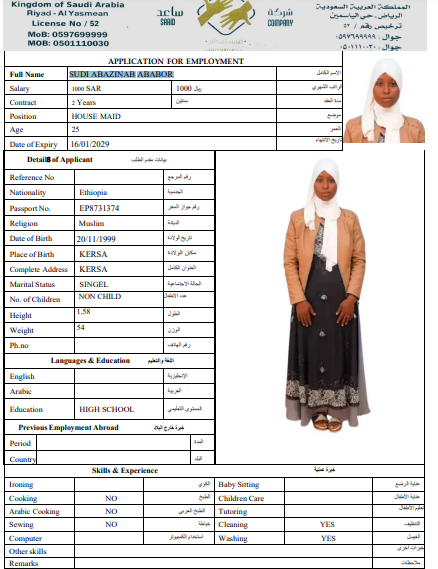 Kingdom of Saudi Arabia
Riyad - Al Yasmean
License No / 52
MoB: 0597699999
MOB: 0501110030
ساعد
SAAID
شركة
COMPANY
المملكة العربية السعودية
الرياض - حي الياسمين
ترخيص رقم / ٥٢
جوال : ٠٥٩٧٦٩٩٩٩٩
جوال : ٠٥٠١١١٠٠٣٠
APPLICATION FOR EMPLOYMENT
Full Name SUDI ABAZINAB ABABOR الاسم الكامل
Salary 1000 SAR 1000 ريال الراتب الشهري
Contract 2 Years سنتين مدة العقد
Position HOUSE MAID موضع
Age 25 العمر
Date of Expiry 16/01/2029 تاريخ الانتهاء
Details of Applicant بيانات مقدم الطلب
Reference No رقم المرجع
Nationality Ethiopia الجنسية
Passport No. EP8731374 رقم جواز السفر
Religion Muslim الديانة
Date of Birth 20/11/1999 تاريخ الولادة
Place of Birth KERSA مكان الولادة
Complete Address KERSA العنوان الكامل
Marital Status SINGEL الحالة الاجتماعية
No. of Children NON CHILD عدد الاطفال
Height 1.58 الطول
Weight 54 الوزن
Ph.no رقم الهاتف
Languages & Education اللغة والتعليم
English الإنجليزية
Arabic العربية
Education HIGH SCHOOL المستوى التعليمي
Previous Employment Abroad خبرة خارج البلاد
Period المدة
Country البلد
Skills & Experience خبرة عملية
Ironing الكوي Baby Sitting عناية الرضع
Cooking NO الطبخ Children Care عناية الاطفال
Arabic Cooking NO الطبخ العربي Tutoring تعليم الاطفال
Sewing NO خياطة Cleaning YES التنظيف
Computer استخدام الكمبيوتر Washing YES الغسيل
Other skills خبرات أخرى
Remarks ملاحظات